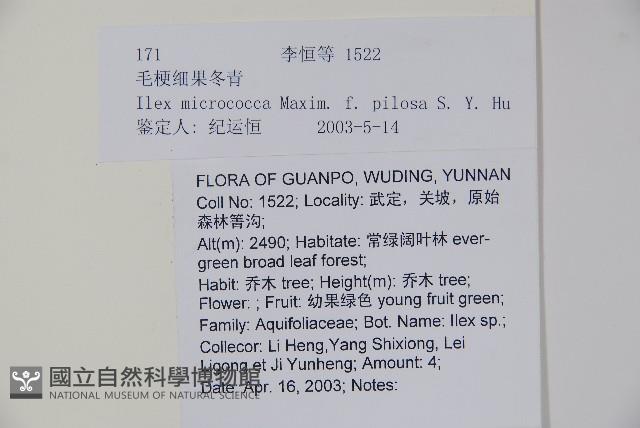 171 李恒等 1522
毛梗细果冬青
Ilex micrococca Maxim. f. pilosa S. Y. Hu
鉴定人: 纪运恒 2003-5-14
FLORA OF GUANPO, WUDING, YUNNAN
Coll No: 1522; Locality: 武定，关坡，原始
森林箐沟;
Alt(m): 2490; Habitate: 常绿阔叶林 ever-
green broad leaf forest;
Habit: 乔木 tree; Height(m): 乔木 tree;
Flower: ; Fruit: 幼果绿色 young fruit green;
Family: Aquifoliaceae; Bot. Name: Ilex sp.;
Collecor: Li Heng,Yang Shixiong, Lei
Ligong et Ji Yunheng; Amount: 4;
Date: Apr. 16, 2003; Notes:
國立自然科學博物館
NATIONAL MUSEUM OF NATURAL SCIENCE